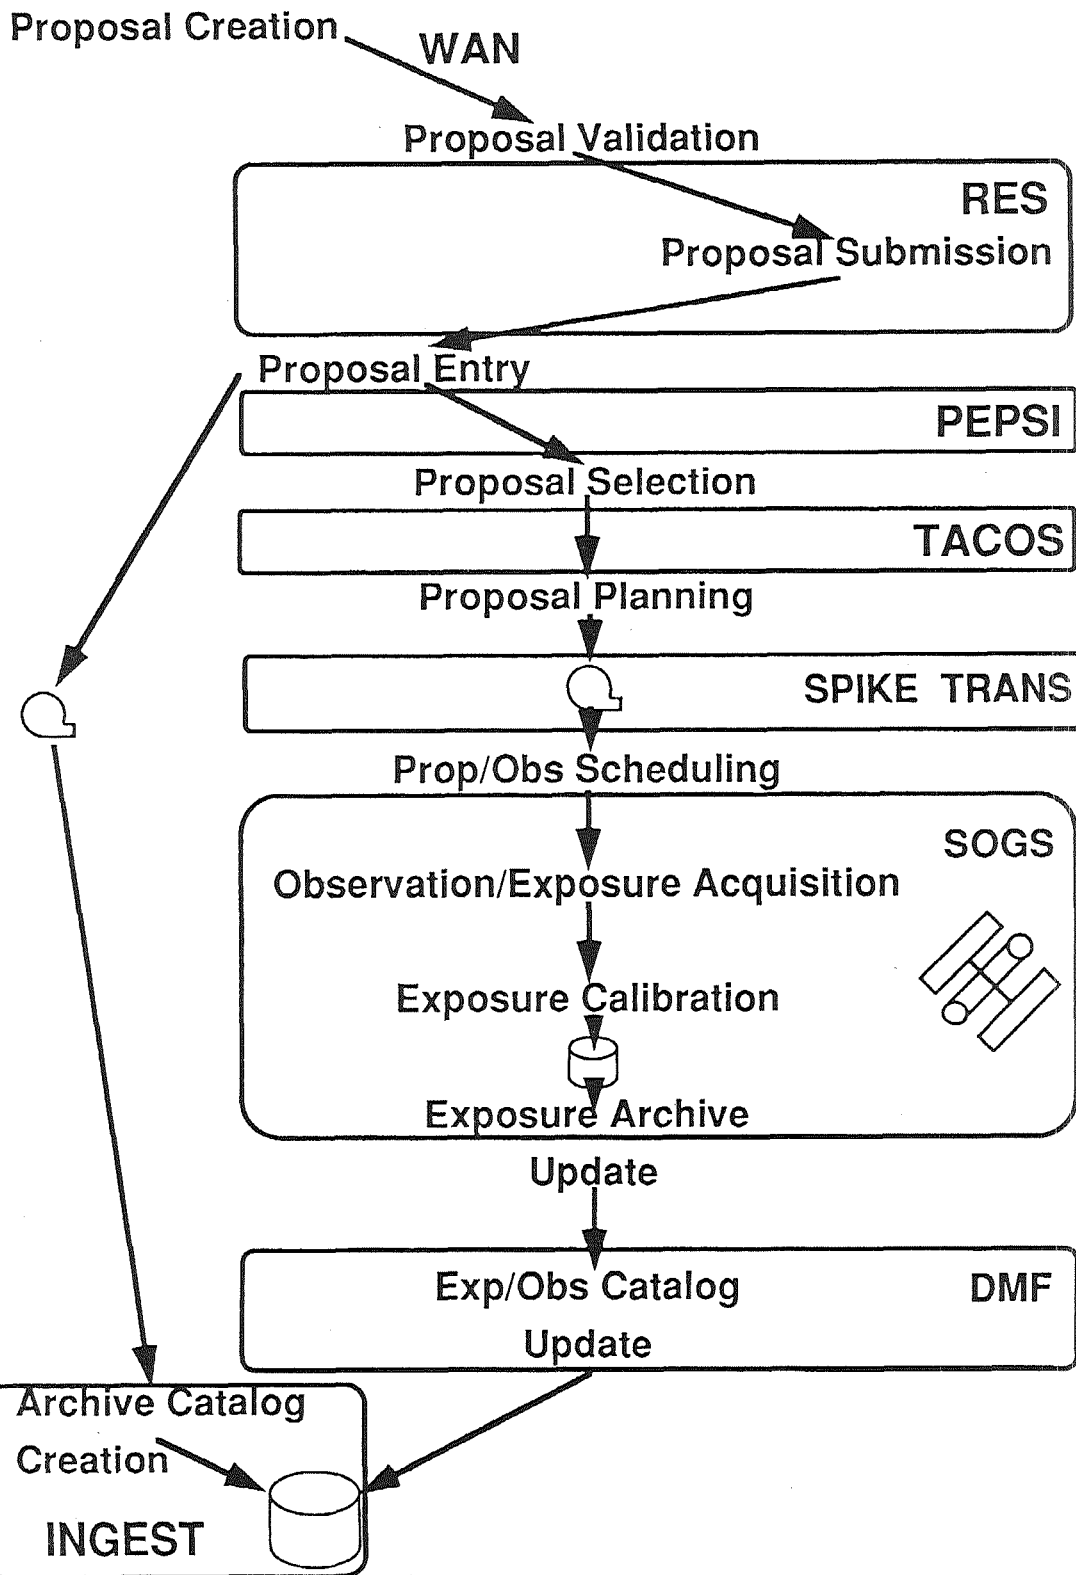 Proposal Creation
WAN
Proposal Validation
RES
Proposal Submission
Proposal Entry
PEPSI
Proposal Selection
TACOS
Proposal Planning
SPIKE TRANS
Prop/Obs Scheduling
SOGS
Observation/Exposure Acquisition
Exposure Calibration
Exposure Archive
Update
Exp/Obs Catalog
DMF
Update
Archive Catalog
Creation
INGEST